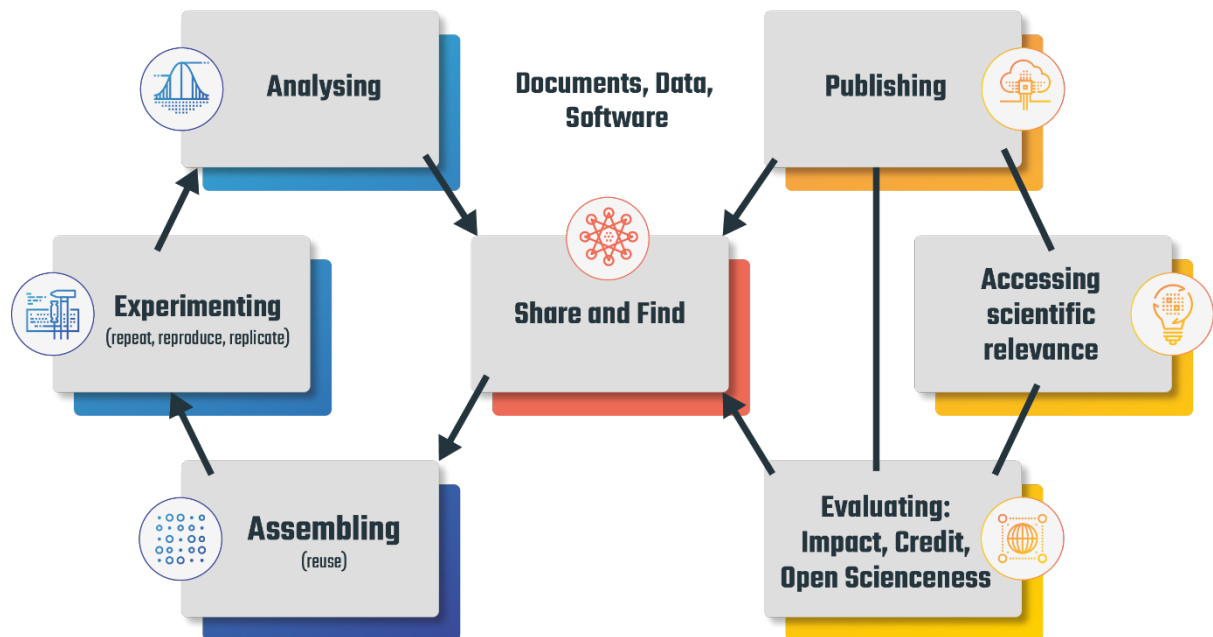 Analysing
Documents, Data,
Software
Publishing
Experimenting
(repeat, reproduce, replicate)
Share and Find
Accessing
scientific
relevance
Assembling
(reuse)
Evaluating:
Impact, Credit,
Open Scienceness